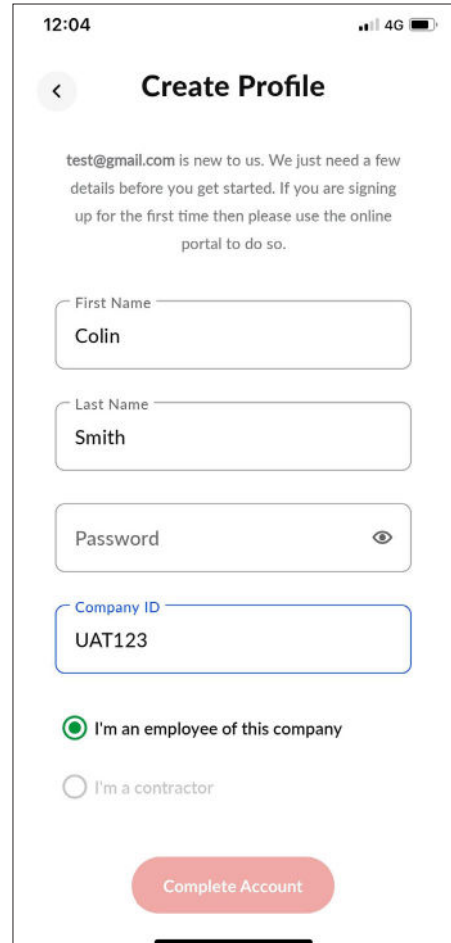 12:04
4G
Create Profile
test@gmail.com is new to us. We just need a few
details before you get started. If you are signing
up for the first time then please use the online
portal to do so.
First Name
Colin
Last Name
Smith
Password
Company ID
UAT123
I'm an employee of this company
I'm a contractor
Complete Account